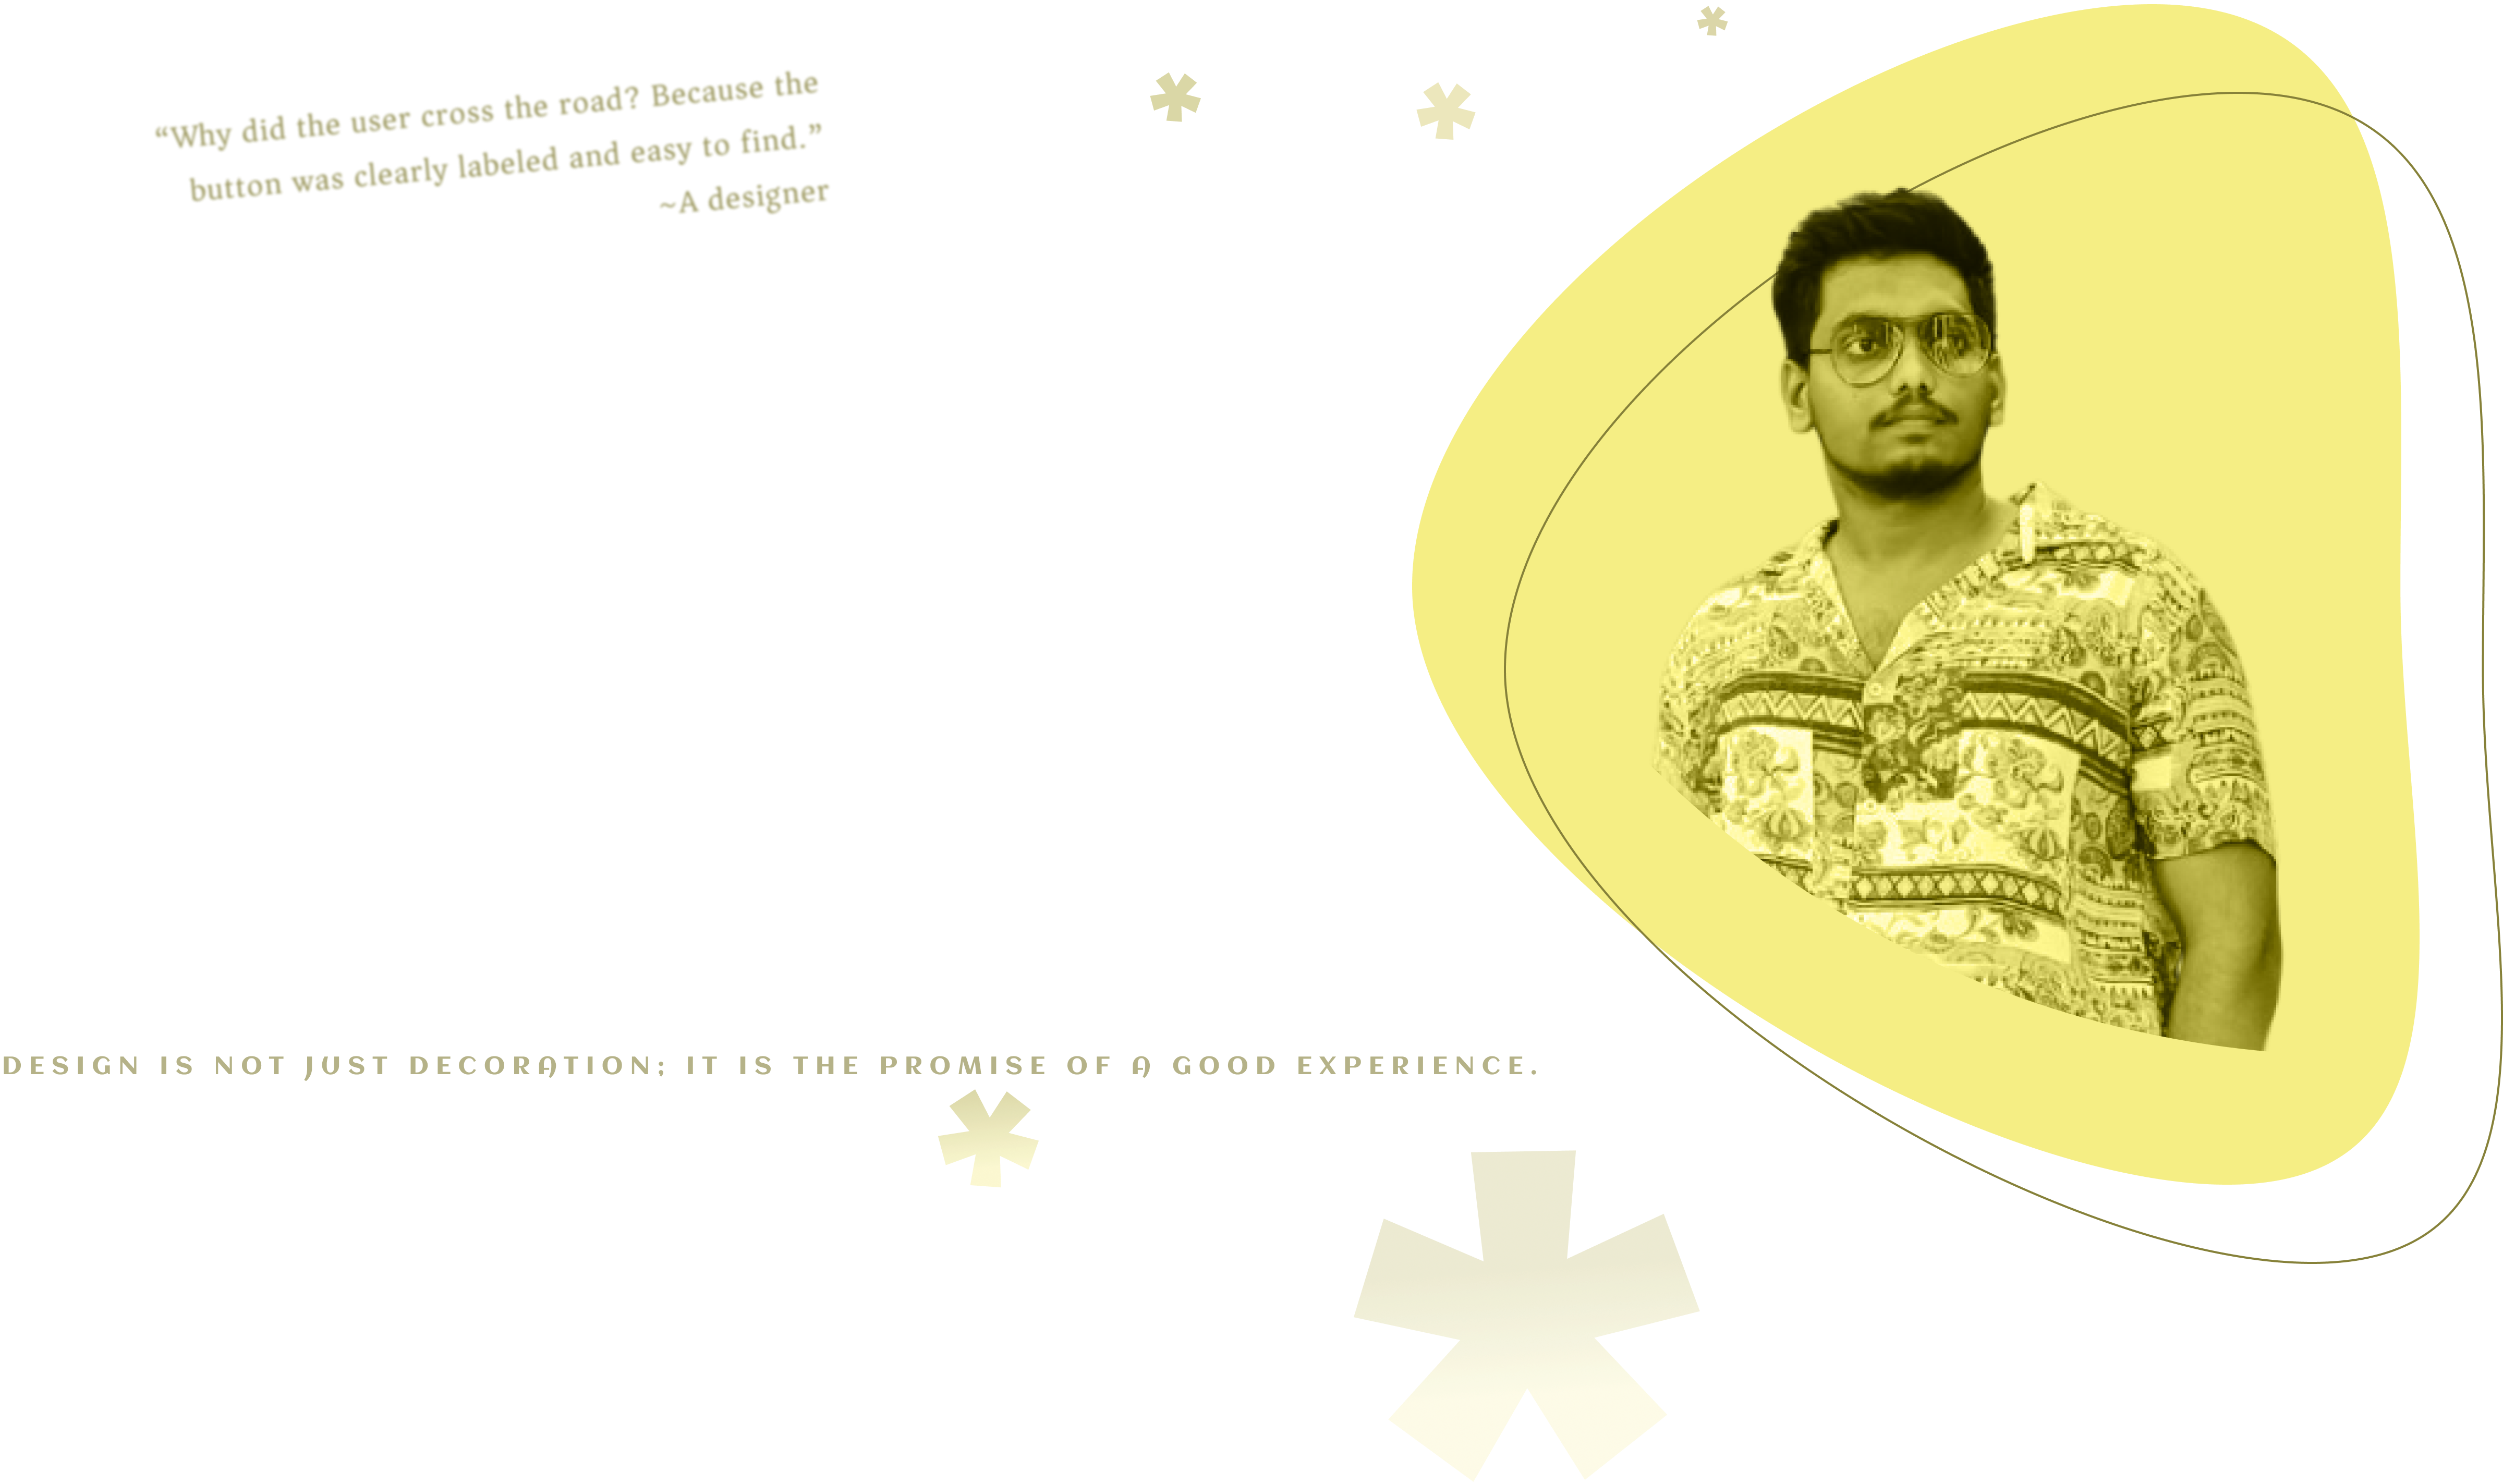 “Why did the user cross the road? Because the
button was clearly labeled and easy to find.”
~A designer
DESIGN IS NOT JUST DECORATION; IT IS THE PROMISE OF A GOOD EXPERIENCE.